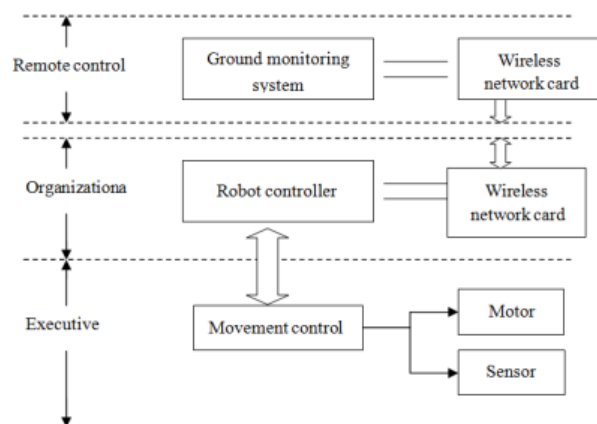 Remote control
Ground monitoring
system
Wireless
network card
Organizationa
Robot controller
Wireless
network card
Executive
Movement control
Motor
Sensor